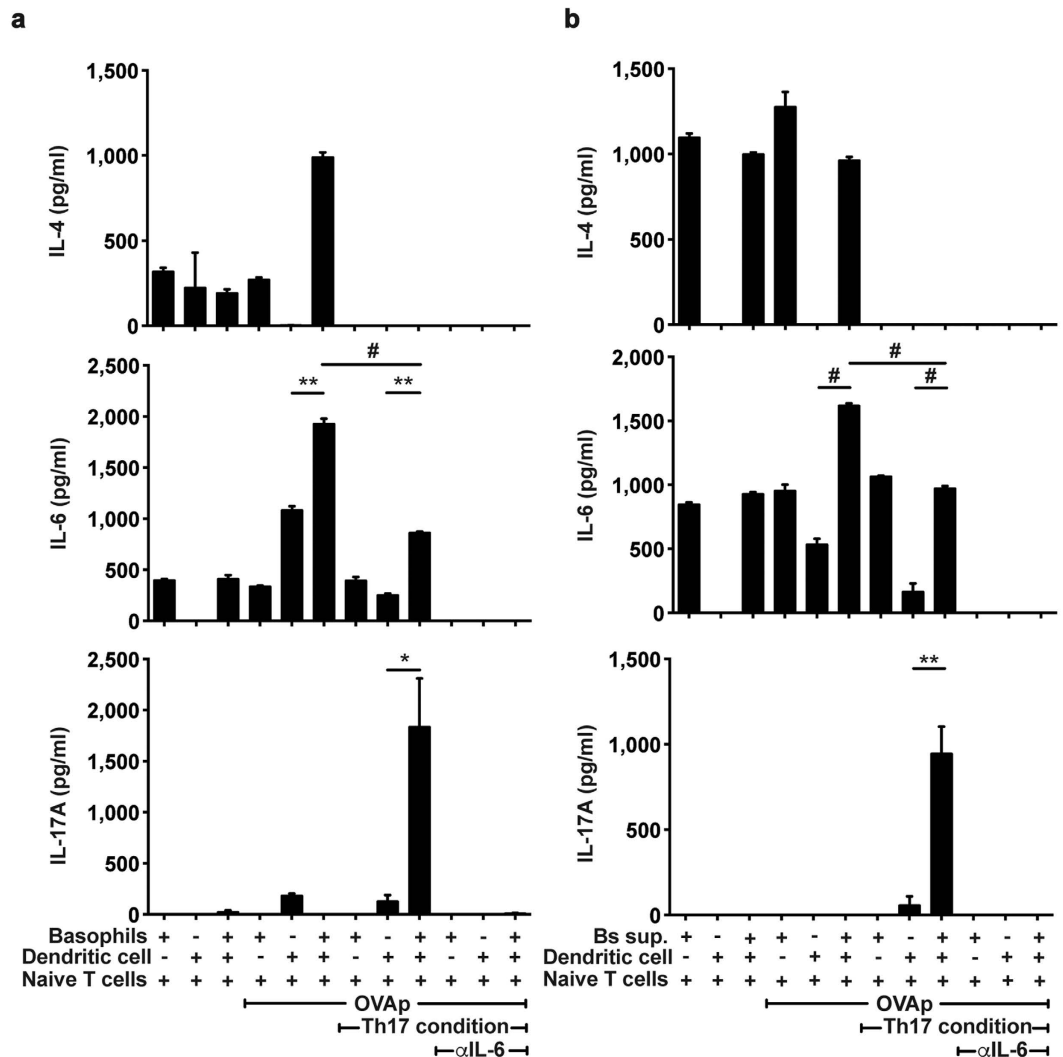 a
1,500
1,000
500
0
IL-4 (pg/ml)
2,500
2,000
1,500
1,000
500
0
IL-6 (pg/ml)
#
**
**
2,500
2,000
1,500
1,000
500
0
IL-17A (pg/ml)
*
Basophils + - + + - + + - + + - +
Dendritic cell - + + - + + - + + - + +
Naive T cells + + + + + + + + + + + +
OVAp
Th17 condition
αIL-6
b
1,500
1,000
500
0
IL-4 (pg/ml)
2,000
1,500
1,000
500
0
IL-6 (pg/ml)
#
#
#
1,500
1,000
500
0
IL-17A (pg/ml)
**
Bs sup. + - + + - + + - + + - +
Dendritic cell - + + - + + - + + - + +
Naive T cells + + + + + + + + + + + +
OVAp
Th17 condition
αIL-6